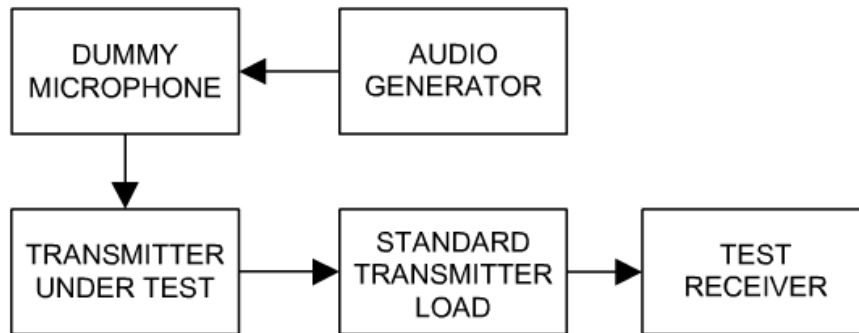 DUMMY
MICROPHONE
AUDIO
GENERATOR
TRANSMITTER
UNDER TEST
STANDARD
TRANSMITTER
LOAD
TEST
RECEIVER